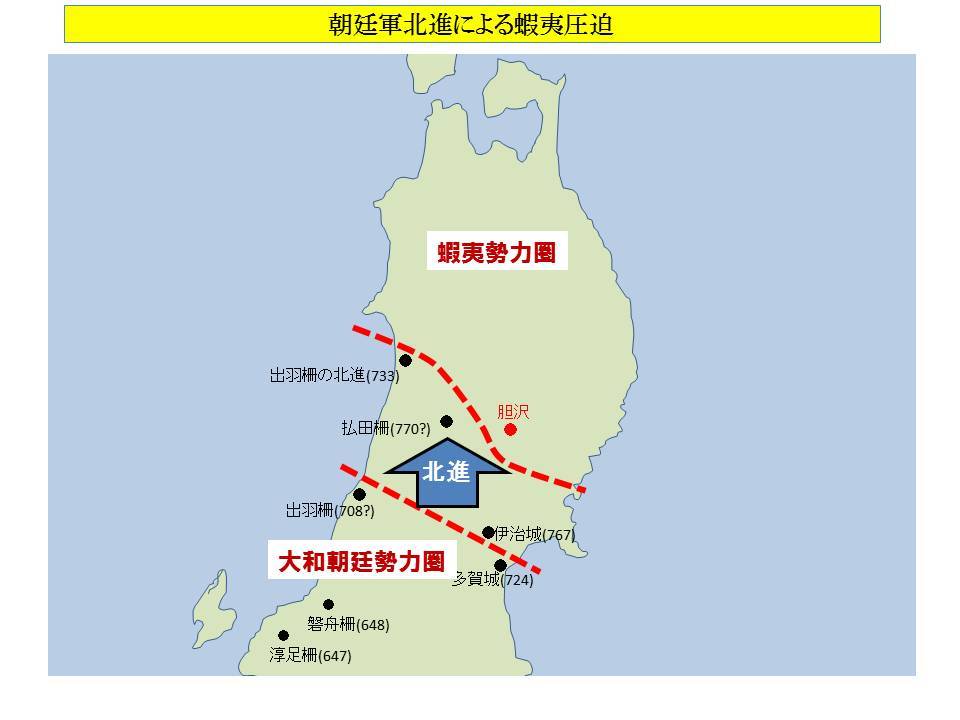 朝廷軍北進による蝦夷圧迫
蝦夷勢力圏
出羽柵の北進(733)
胆沢
払田柵(770?)
北進
出羽柵(708?)
伊治城(767)
大和朝廷勢力圏
多賀城(724)
磐舟柵(648)
渟足柵(647)